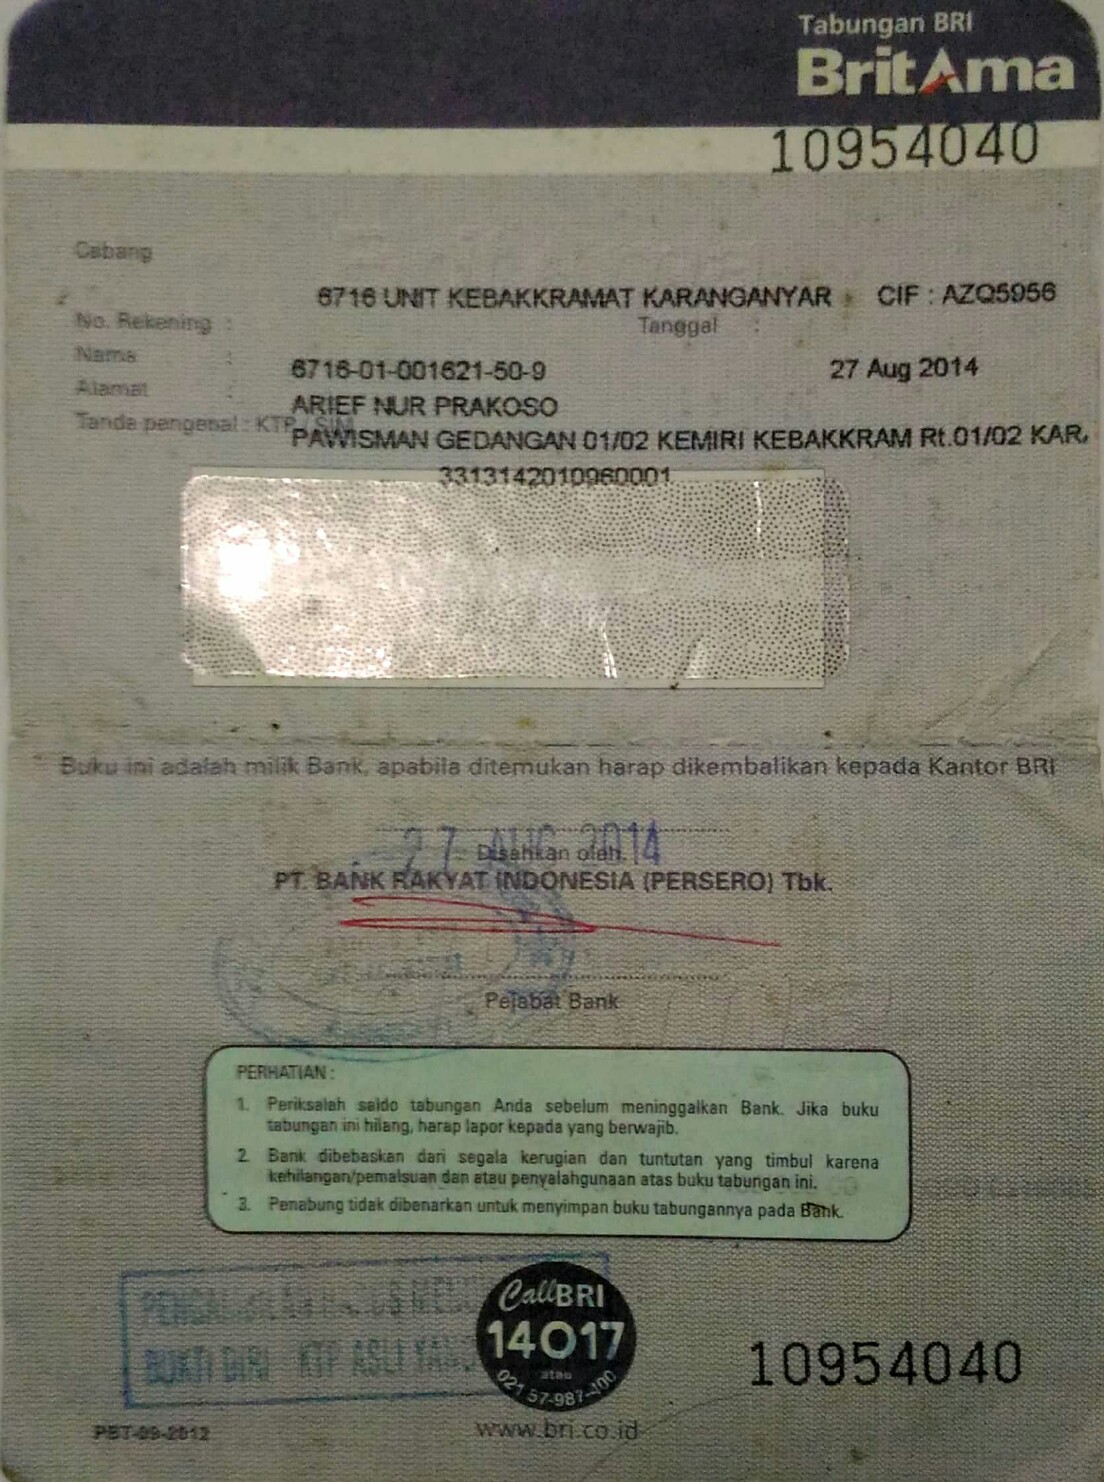 Tabungan BRI
BritAma
10954040
Cabang
6716 UNIT KEBAKKRAMAT KARANGANYAR CIF : AZQ5956
No. Rekening : Tanggal :
Nama :
6716-01-001621-50-9 27 Aug 2014
Alamat :
ARIEF NUR PRAKOSO
Tanda pengenal : KTP / SIM
PAWISMAN GEDANGAN 01/02 KEMIRI KEBAKKRAM Rt.01/02 KAR.
3313142010960001
Buku ini adalah milik Bank, apabila ditemukan harap dikembalikan kepada Kantor BRI
27 AUG 2014
Disahkan oleh.
PT. BANK RAKYAT INDONESIA (PERSERO) Tbk.
Pejabat Bank
PERHATIAN :
1. Periksalah saldo tabungan Anda sebelum meninggalkan Bank. Jika buku
tabungan ini hilang, harap lapor kepada yang berwajib.
2. Bank dibebaskan dari segala kerugian dan tuntutan yang timbul karena
kehilangan/pemalsuan dan atau penyalahgunaan atas buku tabungan ini.
3. Penabung tidak dibenarkan untuk menyimpan buku tabungannya pada Bank.
BUKTI DIRI KTP ASLI
CallBRI
14017
atau
021 57-987-400
10954040
PBT-09-2012
www.bri.co.id